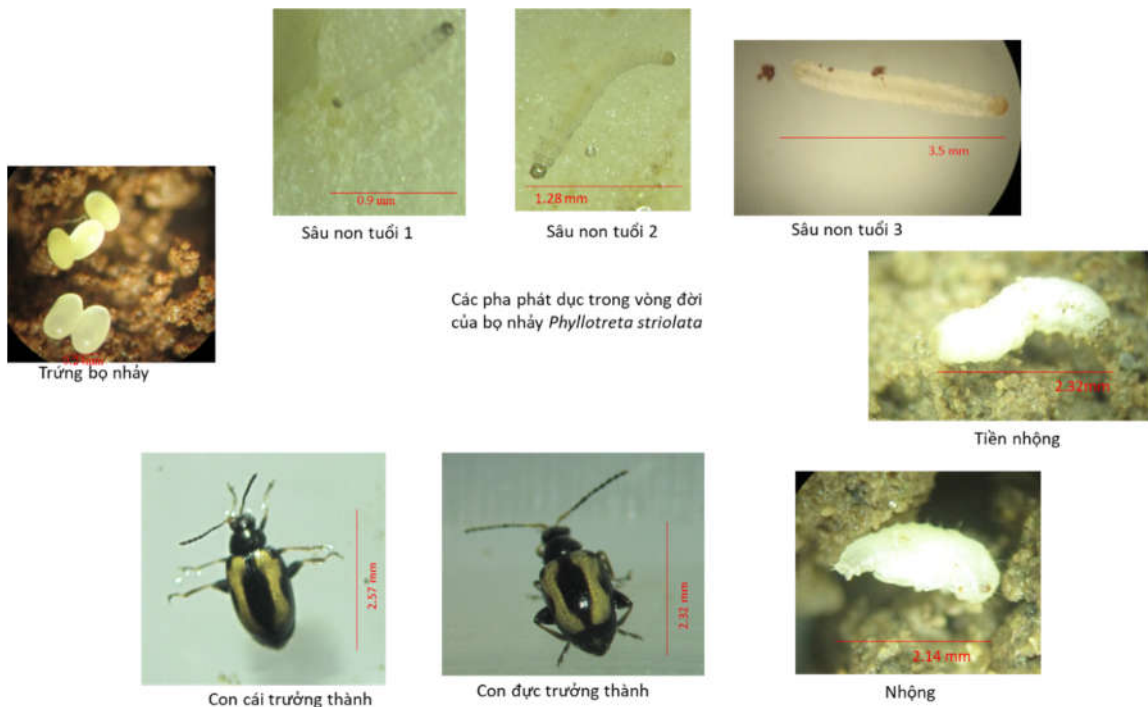 0.9 mm
1.28 mm
3.5 mm
Sâu non tuổi 1
Sâu non tuổi 2
Sâu non tuổi 3
Các pha phát dục trong vòng đời
của bọ nhảy Phyllotreta striolata
Trứng bọ nhảy
2.32mm
Tiền nhộng
2.57 mm
2.32 mm
2.14 mm
Con cái trưởng thành
Con đực trưởng thành
Nhộng